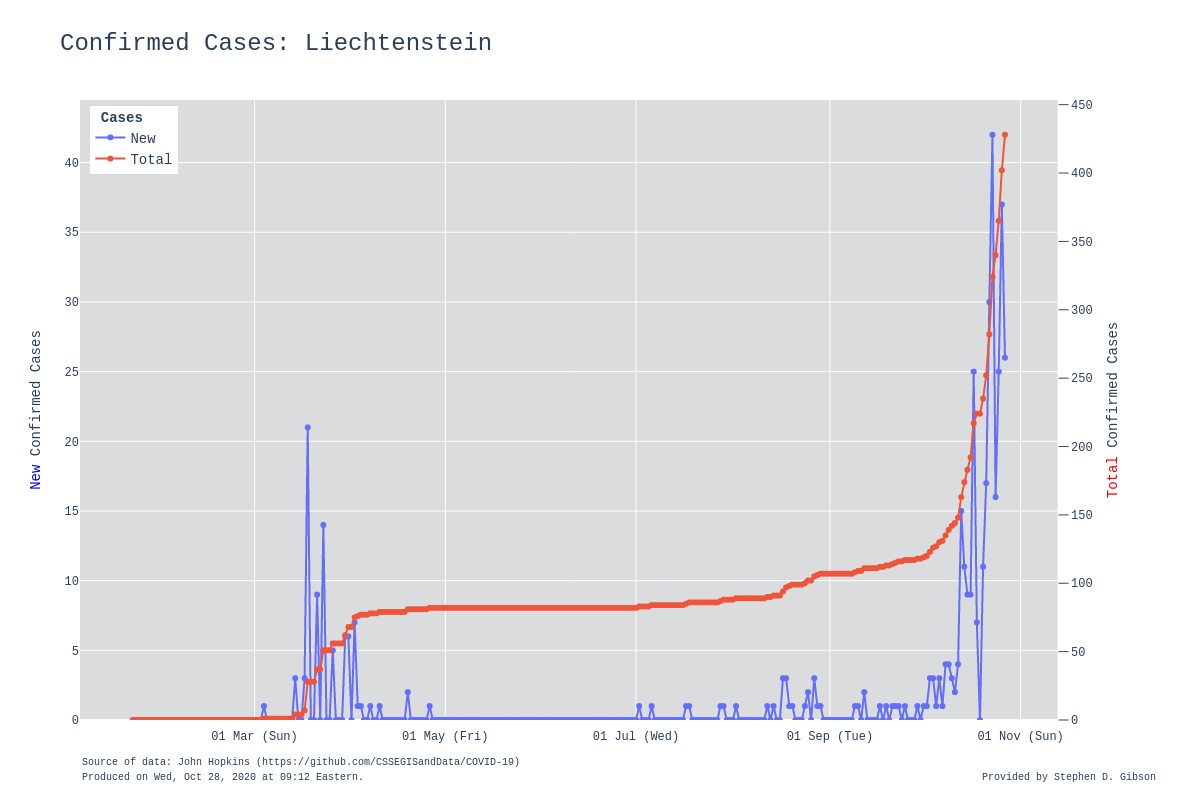 Confirmed Cases: Liechtenstein
Cases
New
Total
450
400
350
300
250
200
150
100
50
0
40
35
30
25
20
15
10
5
0
New Confirmed Cases
Total Confirmed Cases
01 Mar (Sun) 01 May (Fri) 01 Jul (Wed) 01 Sep (Tue) 01 Nov (Sun)
Source of data: John Hopkins (https://github.com/CSSEGISandData/COVID-19)
Produced on Wed, Oct 28, 2020 at 09:12 Eastern.
Provided by Stephen D. Gibson